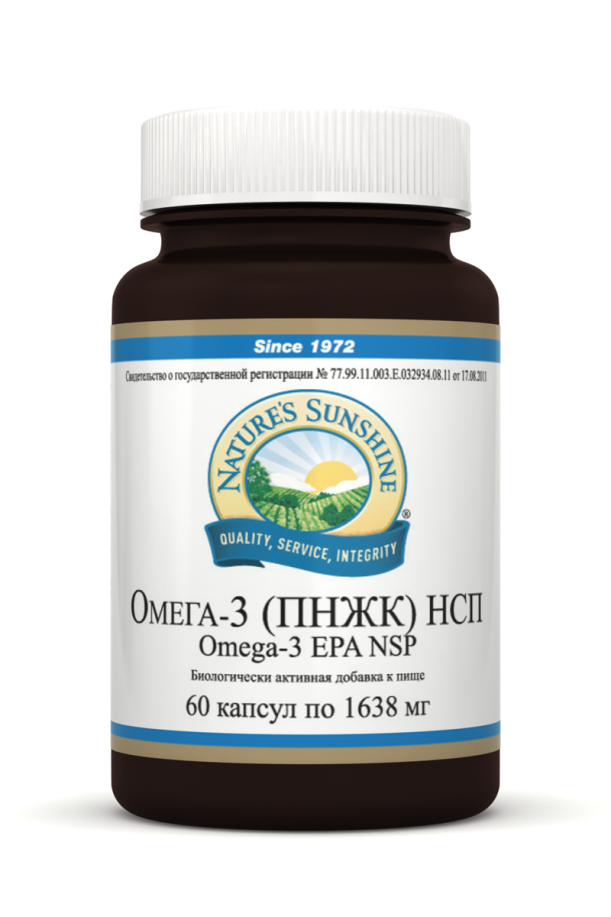 Since 1972
Свидетельство о государственной регистрации № 77.99.11.003.Е.032934.08.11 от 17.08.2011
NATURE'S SUNSHINE
®
QUALITY, SERVICE, INTEGRITY
ОМЕГА-3 (ПНЖК) НСП
Omega-3 EPA NSP
Биологически активная добавка к пище
60 капсул по 1638 мг